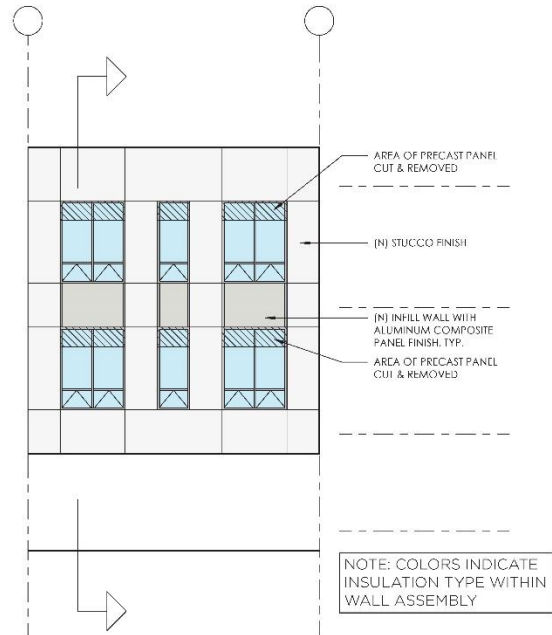 AREA OF PRECAST PANEL
CUT & REMOVED
(N) STUCCO FINISH
(N) INFILL WALL WITH
ALUMINUM COMPOSITE
PANEL FINISH, TYP.
AREA OF PRECAST PANEL
CUT & REMOVED
NOTE: COLORS INDICATE
INSULATION TYPE WITHIN
WALL ASSEMBLY